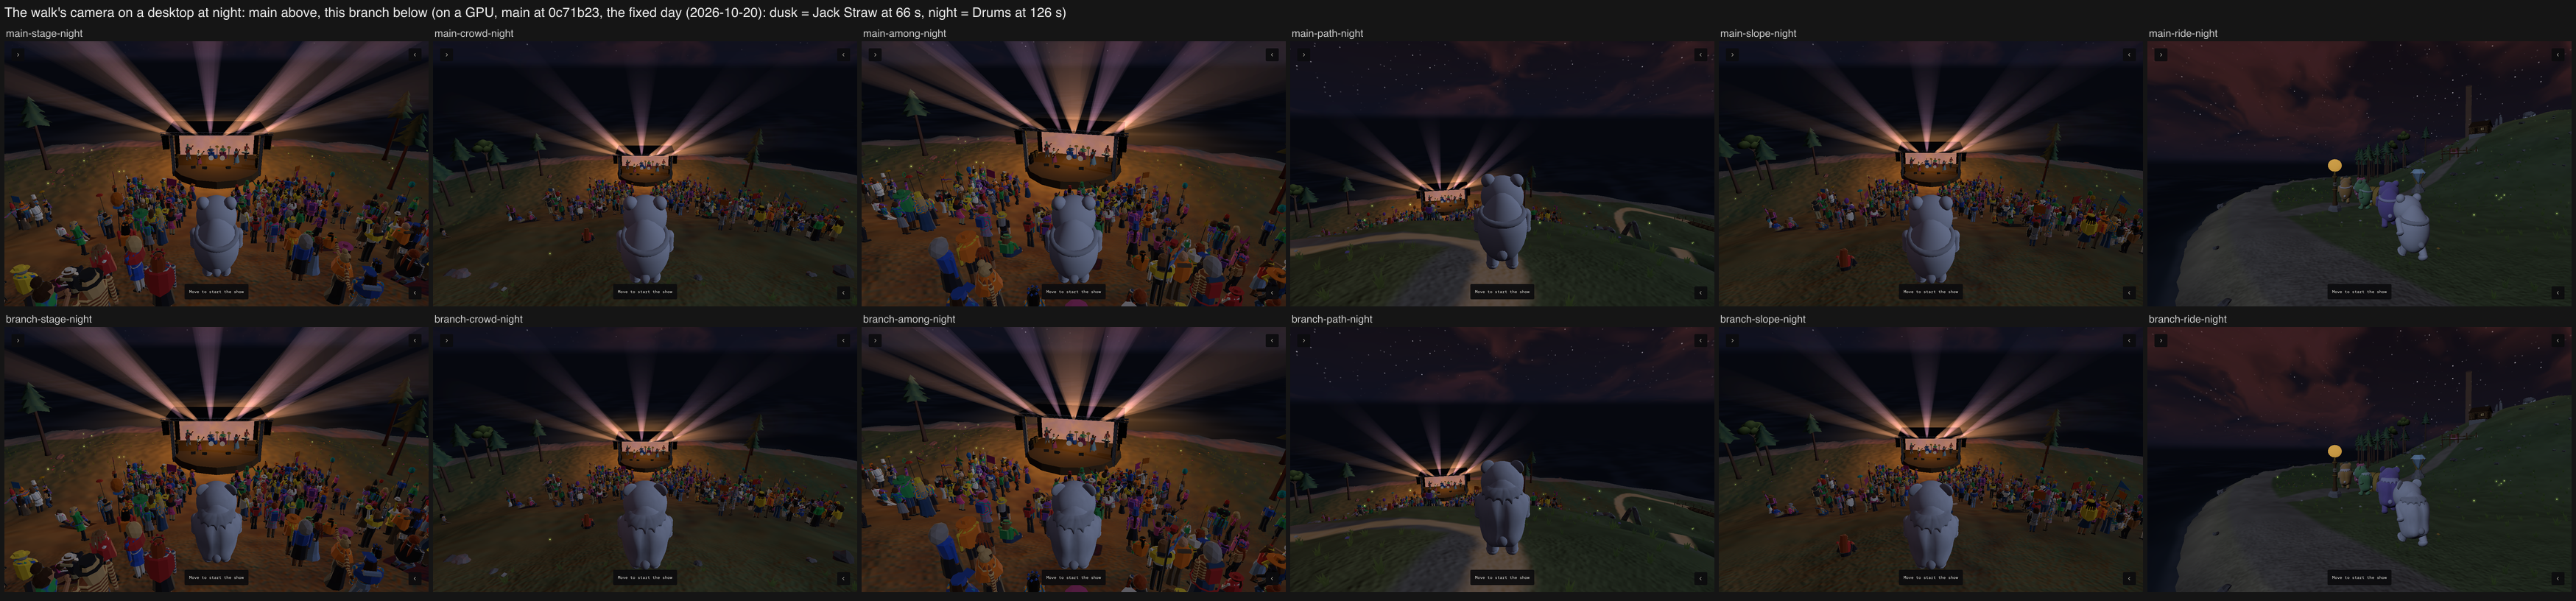 The walk's camera on a desktop at night: main above, this branch below (on a GPU, main at 0c71b23, the fixed day (2026-10-20): dusk = Jack Straw at 66 s, night = Drums at 126 s)
main-stage-night
main-crowd-night
main-among-night
main-path-night
main-slope-night
main-ride-night
Move to start the show
Move to start the show
Move to start the show
Move to start the show
Move to start the show
Move to start the show
branch-stage-night
branch-crowd-night
branch-among-night
branch-path-night
branch-slope-night
branch-ride-night
Move to start the show
Move to start the show
Move to start the show
Move to start the show
Move to start the show
Move to start the show